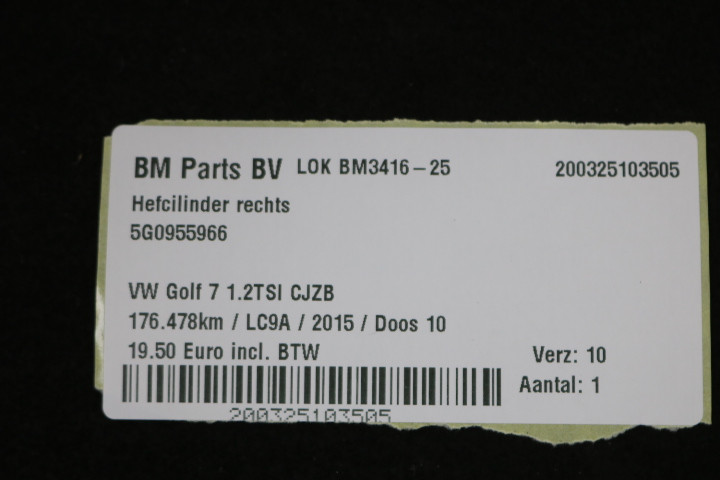 BM Parts BV LOK BM3416-25 200325103505
Hefcilinder rechts
5G0955966
VW Golf 7 1.2TSI CJZB
176.478km / LC9A / 2015 / Doos 10
19.50 Euro incl. BTW Verz: 10
Aantal: 1
200325103505